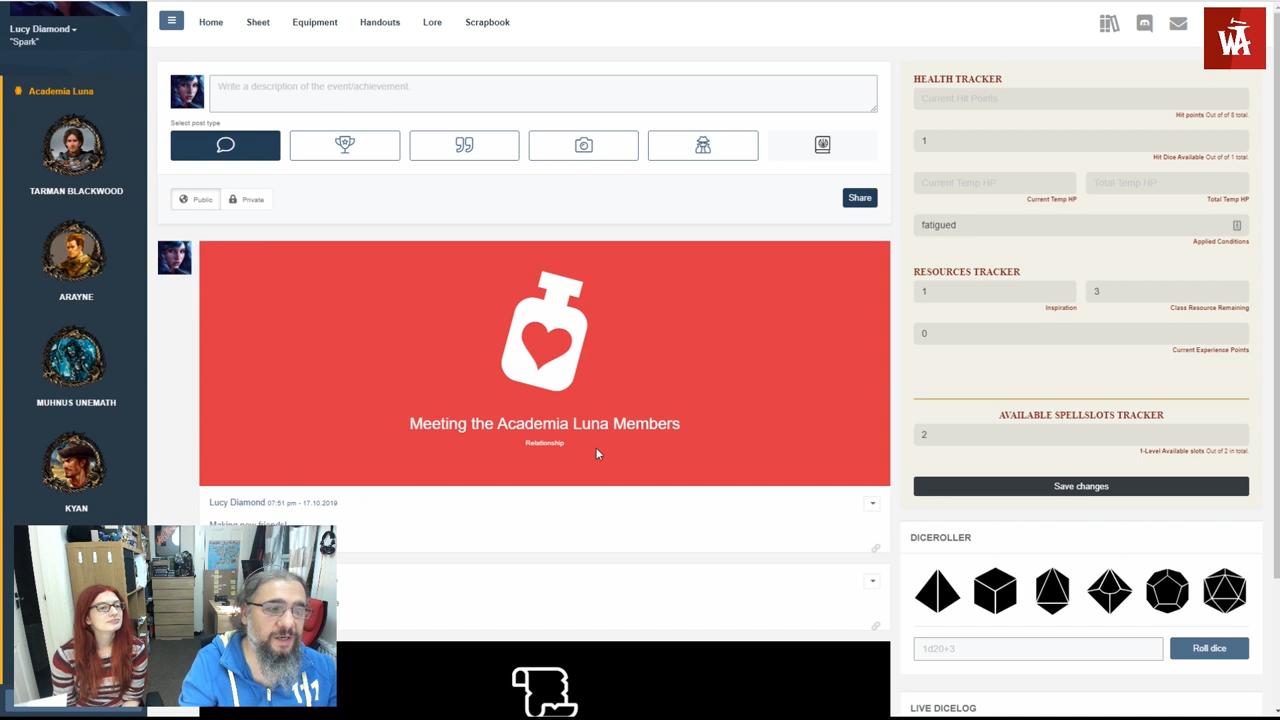 Lucy Diamond
"Spark"
Academia Luna
TARMAN BLACKWOOD
ARAYNE
MUHNUS UNEMATH
KYAN
Home Sheet Equipment Handouts Lore Scrapbook
WA
Write a description of the event/achievement.
Select post type
Public Private
Share
Meeting the Academia Luna Members
Relationship
Lucy Diamond 07:51 pm - 17.10.2019
Making new friends!
HEALTH TRACKER
Current Hit Points
Hit points Out of of 8 total.
1
Hit Dice Available Out of of 1 total.
Current Temp HP Total Temp HP
Current Temp HP Total Temp HP
fatigued
Applied Conditions
RESOURCES TRACKER
1 3
Inspiration Class Resource Remaining
0
Current Experience Points
AVAILABLE SPELLSLOTS TRACKER
2
1-Level Available slots Out of 2 in total.
Save changes
DICEROLLER
1d20+3
Roll dice
LIVE DICELOG